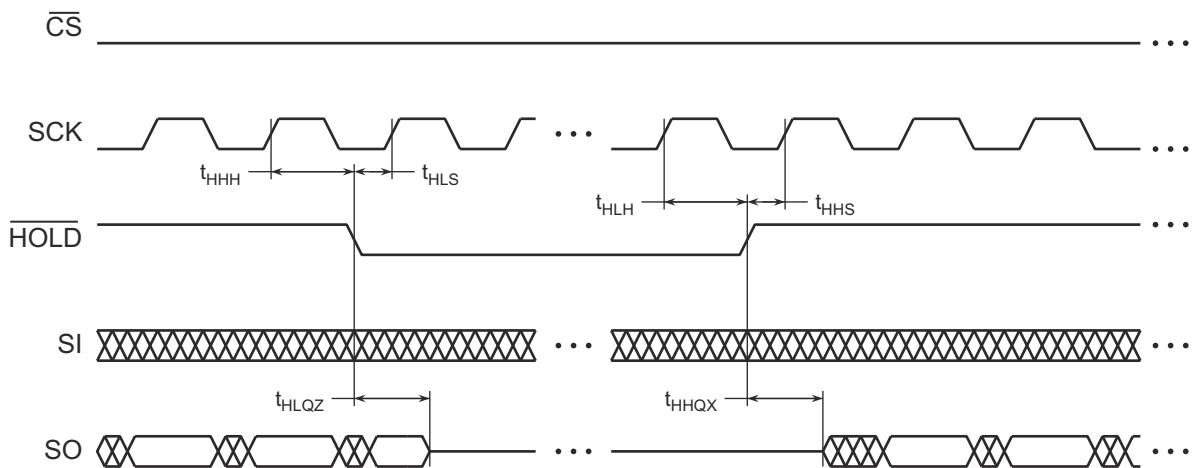 CS
SCK
tHHH
tHLS
tHLH
tHHS
HOLD
SI
tHLQZ
tHHQX
SO